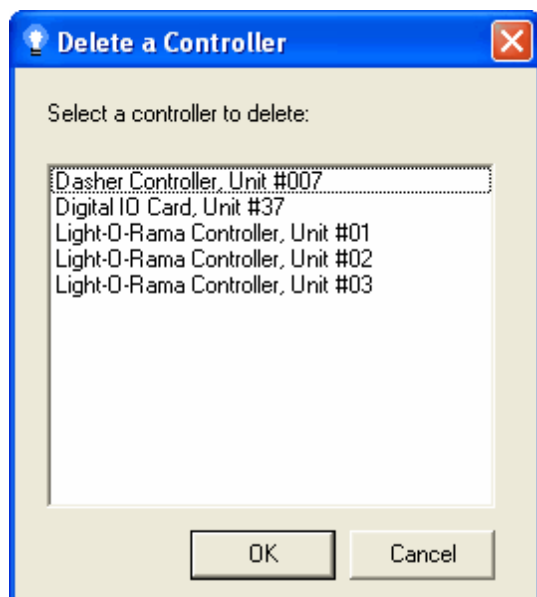 Delete a Controller
Select a controller to delete:
Dasher Controller, Unit #007
Digital IO Card, Unit #37
Light-O-Rama Controller, Unit #01
Light-O-Rama Controller, Unit #02
Light-O-Rama Controller, Unit #03
OK Cancel